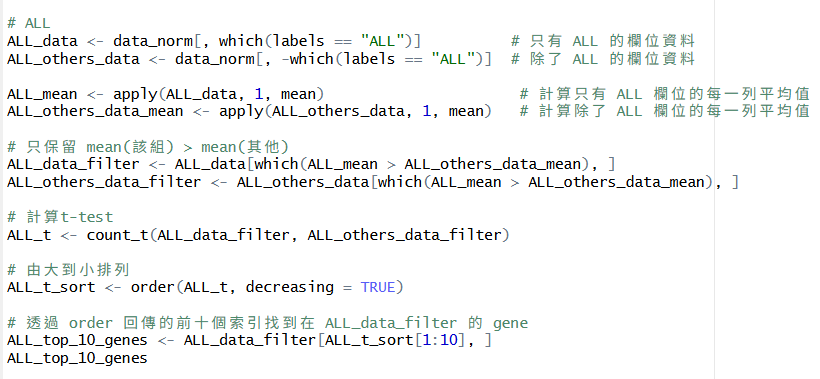 # ALL
ALL_data <- data_norm[, which(labels == "ALL")] # 只有 ALL 的欄位資料
ALL_others_data <- data_norm[, -which(labels == "ALL")] # 除了 ALL 的欄位資料
ALL_mean <- apply(ALL_data, 1, mean) # 計算只有 ALL 欄位的每一列平均值
ALL_others_data_mean <- apply(ALL_others_data, 1, mean) # 計算除了 ALL 欄位的每一列平均值
# 只保留 mean(該組) > mean(其他)
ALL_data_filter <- ALL_data[which(ALL_mean > ALL_others_data_mean), ]
ALL_others_data_filter <- ALL_others_data[which(ALL_mean > ALL_others_data_mean), ]
# 計算t-test
ALL_t <- count_t(ALL_data_filter, ALL_others_data_filter)
# 由大到小排列
ALL_t_sort <- order(ALL_t, decreasing = TRUE)
# 透過 order 回傳的前十個索引找到在 ALL_data_filter 的 gene
ALL_top_10_genes <- ALL_data_filter[ALL_t_sort[1:10], ]
ALL_top_10_genes